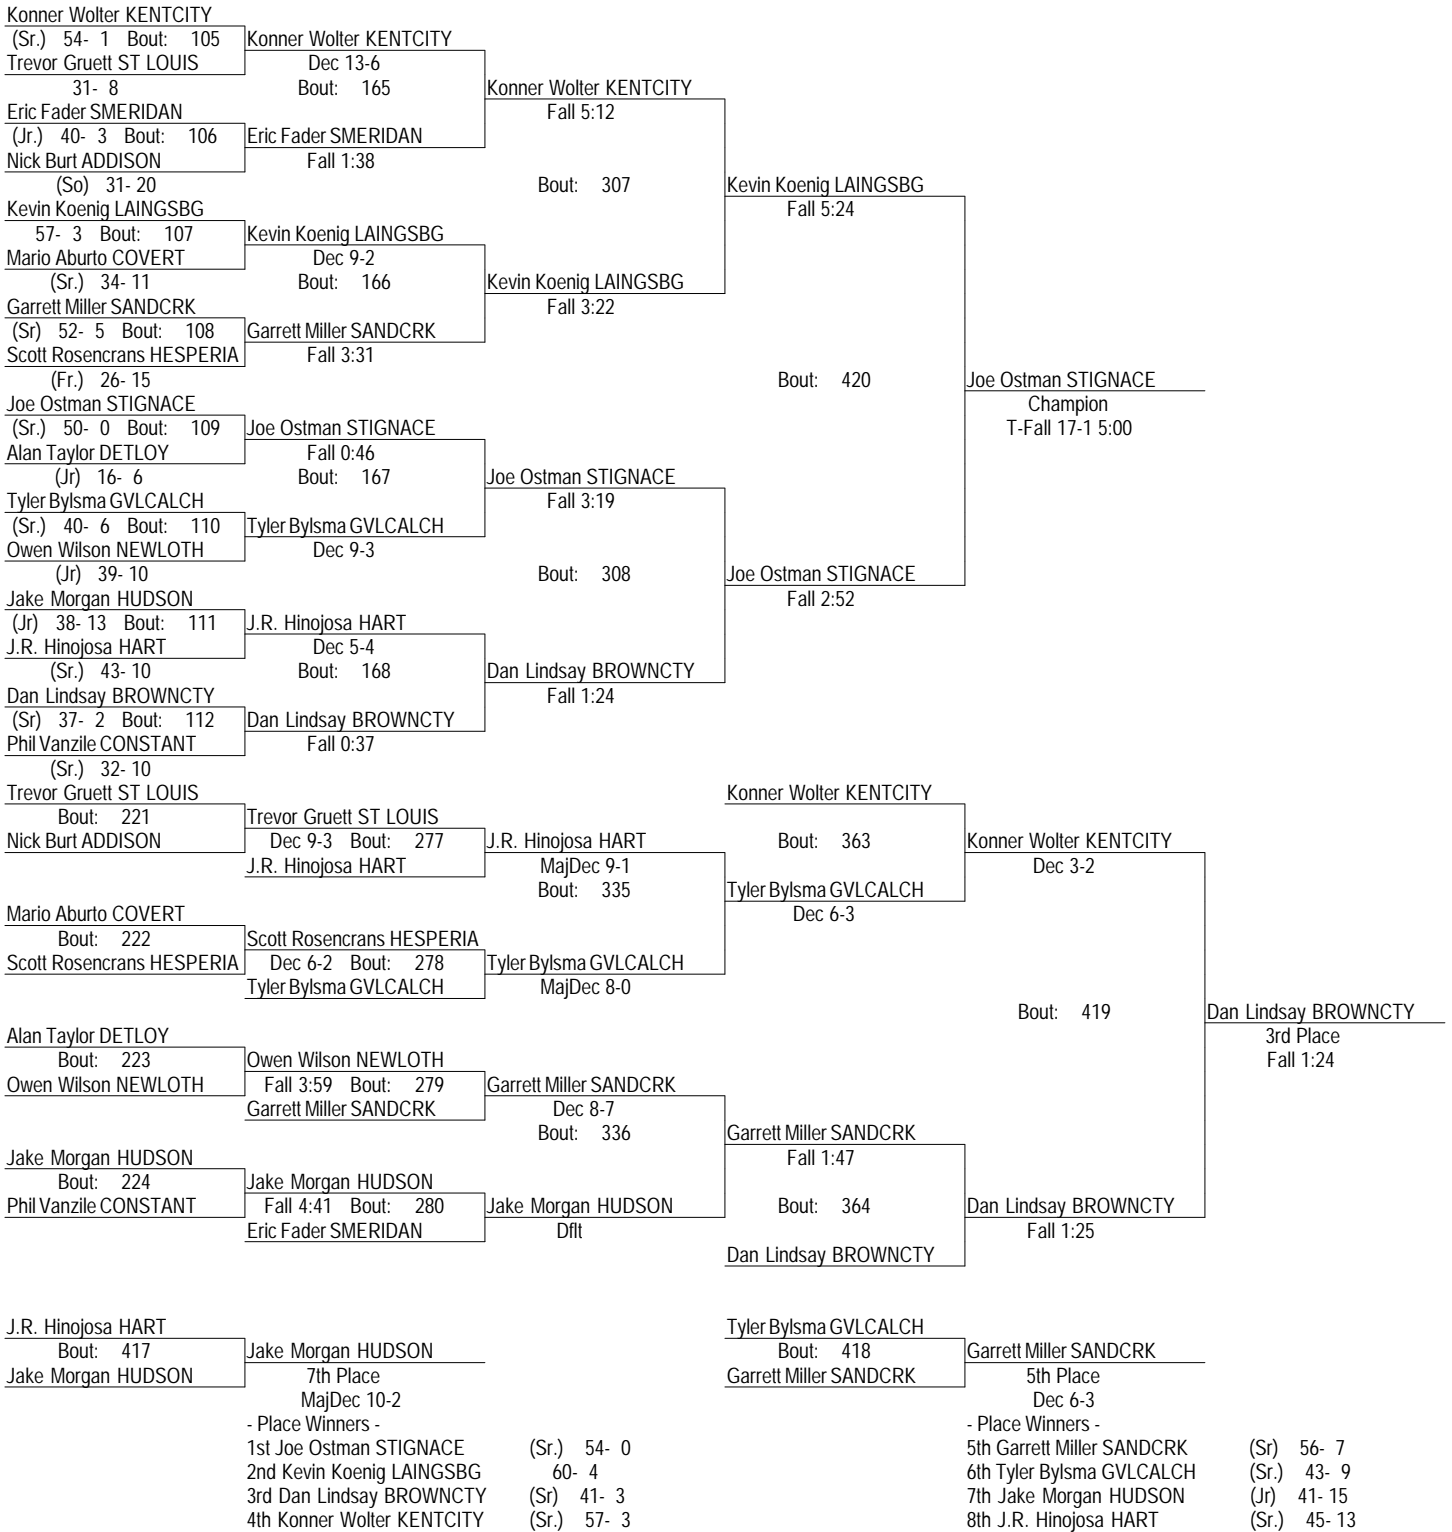 Konner Wolter KENTCITY
(Sr.) 54- 1 Bout: 105 Konner Wolter KENTCITY
Trevor Gruett ST LOUIS Dec 13-6
31- 8 Bout: 165 Konner Wolter KENTCITY
Eric Fader SMERIDAN Fall 5:12
(Jr.) 40- 3 Bout: 106 Eric Fader SMERIDAN
Nick Burt ADDISON Fall 1:38
(So) 31- 20 Bout: 307 Kevin Koenig LAINGSBG
Kevin Koenig LAINGSBG Fall 5:24
57- 3 Bout: 107 Kevin Koenig LAINGSBG
Mario Aburto COVERT Dec 9-2
(Sr.) 34- 11 Bout: 166 Kevin Koenig LAINGSBG
Garrett Miller SANDCRK Fall 3:22
(Sr) 52- 5 Bout: 108 Garrett Miller SANDCRK
Scott Rosencrans HESPERIA Fall 3:31
(Fr.) 26- 15 Bout: 420 Joe Ostman STIGNACE
Joe Ostman STIGNACE Champion
(Sr.) 50- 0 Bout: 109 Joe Ostman STIGNACE T-Fall 17-1 5:00
Alan Taylor DETLOY Fall 0:46
(Jr) 16- 6 Bout: 167 Joe Ostman STIGNACE
Tyler Bylsma GVLCALCH Fall 3:19
(Sr.) 40- 6 Bout: 110 Tyler Bylsma GVLCALCH
Owen Wilson NEWLOTH Dec 9-3
(Jr) 39- 10 Bout: 308 Joe Ostman STIGNACE
Jake Morgan HUDSON Fall 2:52
(Jr) 38- 13 Bout: 111 J.R. Hinojosa HART
J.R. Hinojosa HART Dec 5-4
(Sr.) 43- 10 Bout: 168 Dan Lindsay BROWNCTY
Dan Lindsay BROWNCTY Fall 1:24
(Sr) 37- 2 Bout: 112 Dan Lindsay BROWNCTY
Phil Vanzile CONSTANT Fall 0:37
(Sr.) 32- 10
Trevor Gruett ST LOUIS Konner Wolter KENTCITY
Bout: 221 Trevor Gruett ST LOUIS
Nick Burt ADDISON Dec 9-3 Bout: 277 J.R. Hinojosa HART Bout: 363 Konner Wolter KENTCITY
J.R. Hinojosa HART MajDec 9-1 Dec 3-2
Bout: 335 Tyler Bylsma GVLCALCH
Mario Aburto COVERT Dec 6-3
Bout: 222 Scott Rosencrans HESPERIA
Scott Rosencrans HESPERIA Dec 6-2 Bout: 278 Tyler Bylsma GVLCALCH
Tyler Bylsma GVLCALCH MajDec 8-0
Bout: 419 Dan Lindsay BROWNCTY
Alan Taylor DETLOY 3rd Place
Bout: 223 Owen Wilson NEWLOTH Fall 1:24
Owen Wilson NEWLOTH Fall 3:59 Bout: 279 Garrett Miller SANDCRK
Garrett Miller SANDCRK Dec 8-7
Bout: 336 Garrett Miller SANDCRK
Jake Morgan HUDSON Fall 1:47
Bout: 224 Jake Morgan HUDSON
Phil Vanzile CONSTANT Fall 4:41 Bout: 280 Jake Morgan HUDSON Bout: 364 Dan Lindsay BROWNCTY
Eric Fader SMERIDAN Dflt Fall 1:25
Dan Lindsay BROWNCTY
J.R. Hinojosa HART Tyler Bylsma GVLCALCH
Bout: 417 Jake Morgan HUDSON Bout: 418 Garrett Miller SANDCRK
Jake Morgan HUDSON 7th Place Garrett Miller SANDCRK 5th Place
MajDec 10-2 Dec 6-3
- Place Winners - - Place Winners -
1st Joe Ostman STIGNACE (Sr.) 54- 0 5th Garrett Miller SANDCRK (Sr) 56- 7
2nd Kevin Koenig LAINGSBG 60- 4 6th Tyler Bylsma GVLCALCH (Sr.) 43- 9
3rd Dan Lindsay BROWNCTY (Sr) 41- 3 7th Jake Morgan HUDSON (Jr) 41- 15
4th Konner Wolter KENTCITY (Sr.) 57- 3 8th J.R. Hinojosa HART (Sr.) 45- 13